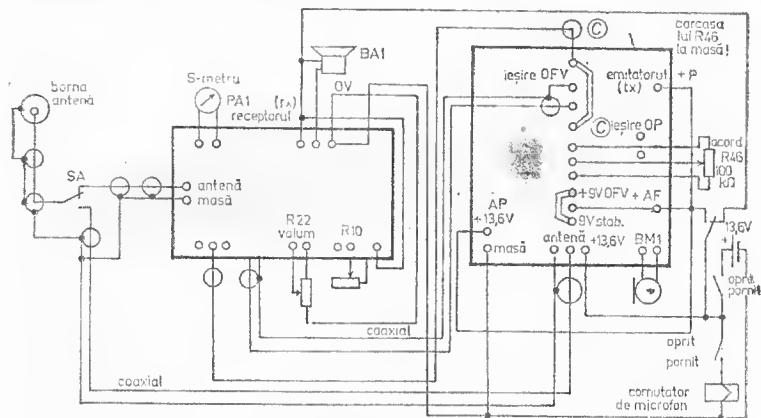 borna
antenă
S-metru
PA1
BA1
(rx)
receptorul
0V
SA
antenă
masă
R22
volum
R10
coaxial
coaxial
C
carcasa
lui R46
la masă!
ieșire OFV
emițătorul
(tx)
+P
C
ieșire OP
acord
R46
100
kΩ
+9V OFV
+ AF
9V stab.
AP
+13,6V
masă
antenă
+13,6V
BM1
13,6V
+
oprit
pornit
oprit
pornit
comutator
de microfon